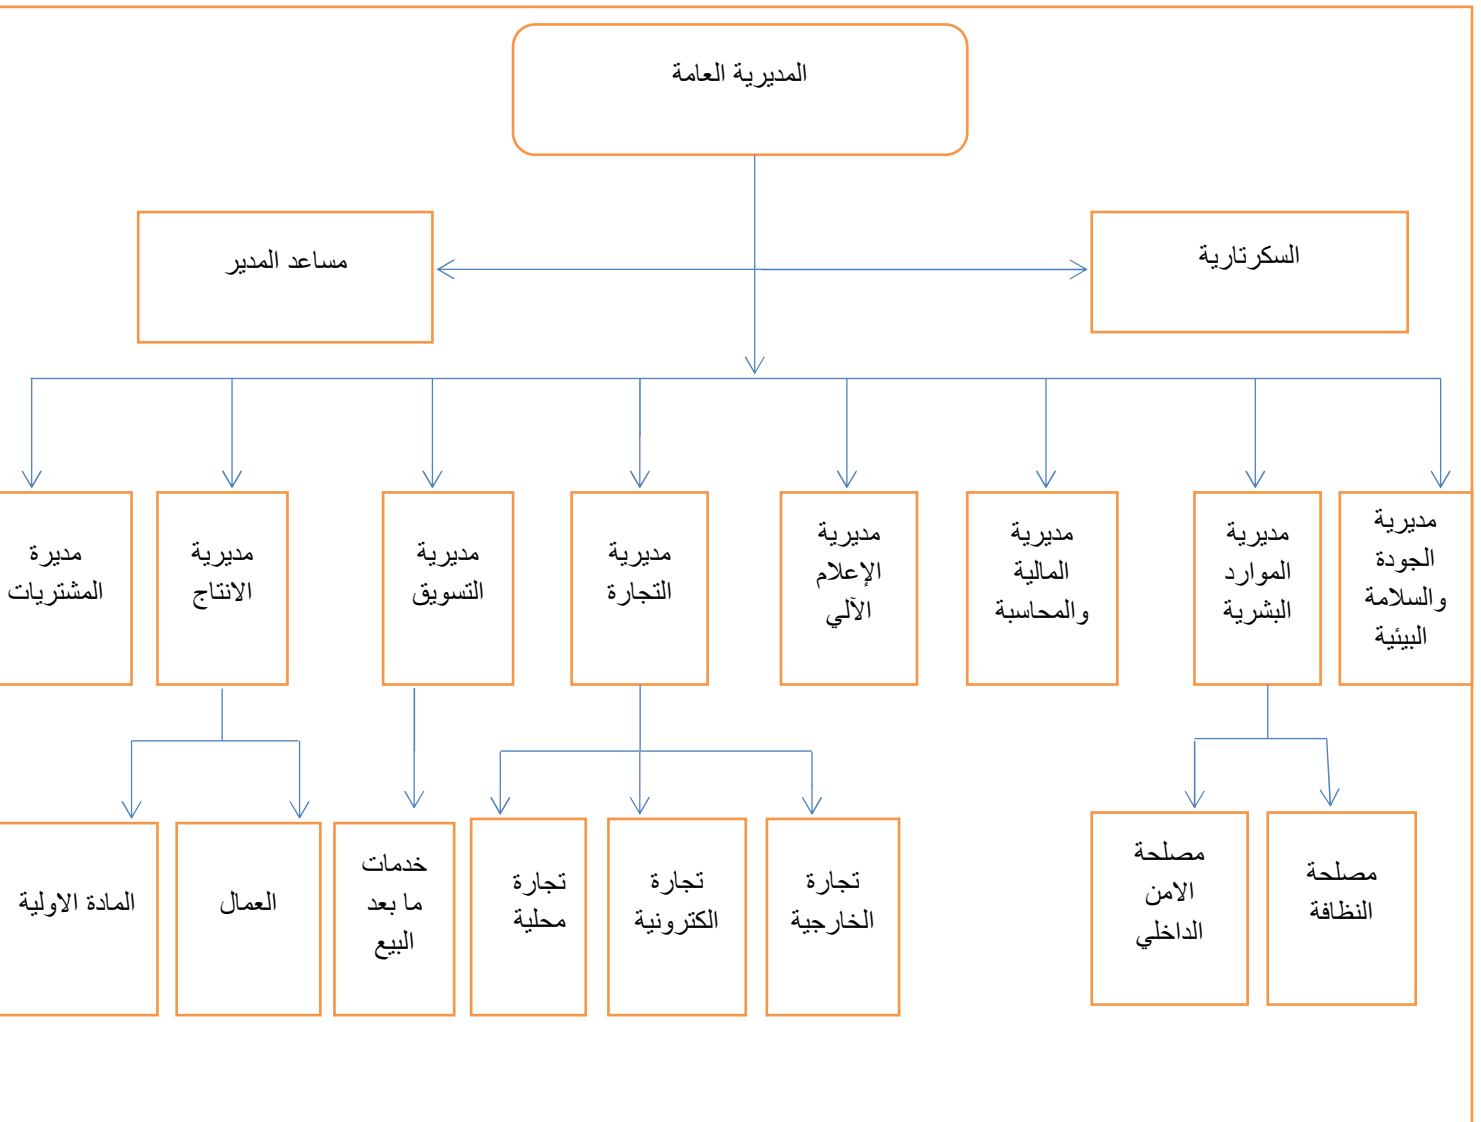 المديرية العامة
السكرتارية
مساعد المدير
مديرية
الجودة
والسلامة
البيئية
مديرية
الموارد
البشرية
مديرية
المالية
والمحاسبة
مديرية
الإعلام
الآلي
مديرية
التجارة
مديرية
التسويق
مديرية
الانتاج
مديرة
المشتريات
مصلحة
النظافة
مصلحة
الامن
الداخلي
تجارة
الخارجية
تجارة
الكترونية
تجارة
محلية
خدمات
ما بعد
البيع
العمال
المادة الاولية